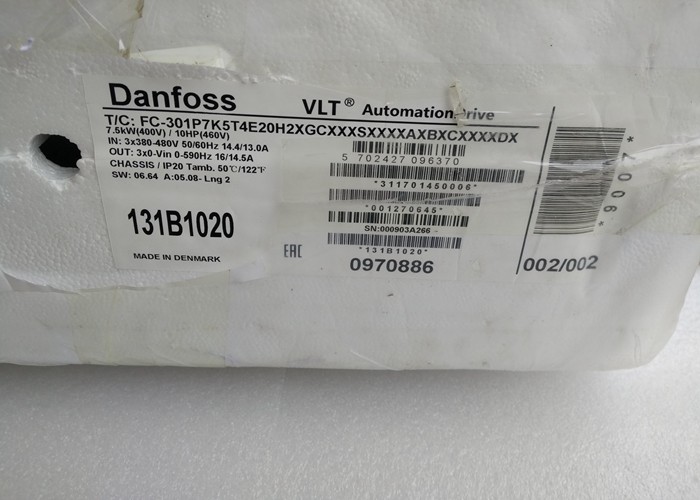 Danfoss
VLT® Automation Drive
T/C: FC-301P7K5T4E20H2XGCXXXSXXXXAXBXCXXXXDX
7.5kW(400V) / 10HP(460V)
IN: 3x380-480V 50/60Hz 14.4/13.0A
OUT: 3x0-Vin 0-590Hz 16/14.5A
CHASSIS / IP20 Tamb. 50°C/122°F
SW: 06.64 A:05.08- Lng 2
131B1020
MADE IN DENMARK
EAC
5 702427 096370
*311701450006*
*001270645*
SN:000903A266 -
*131B1020*
0970886
002/002